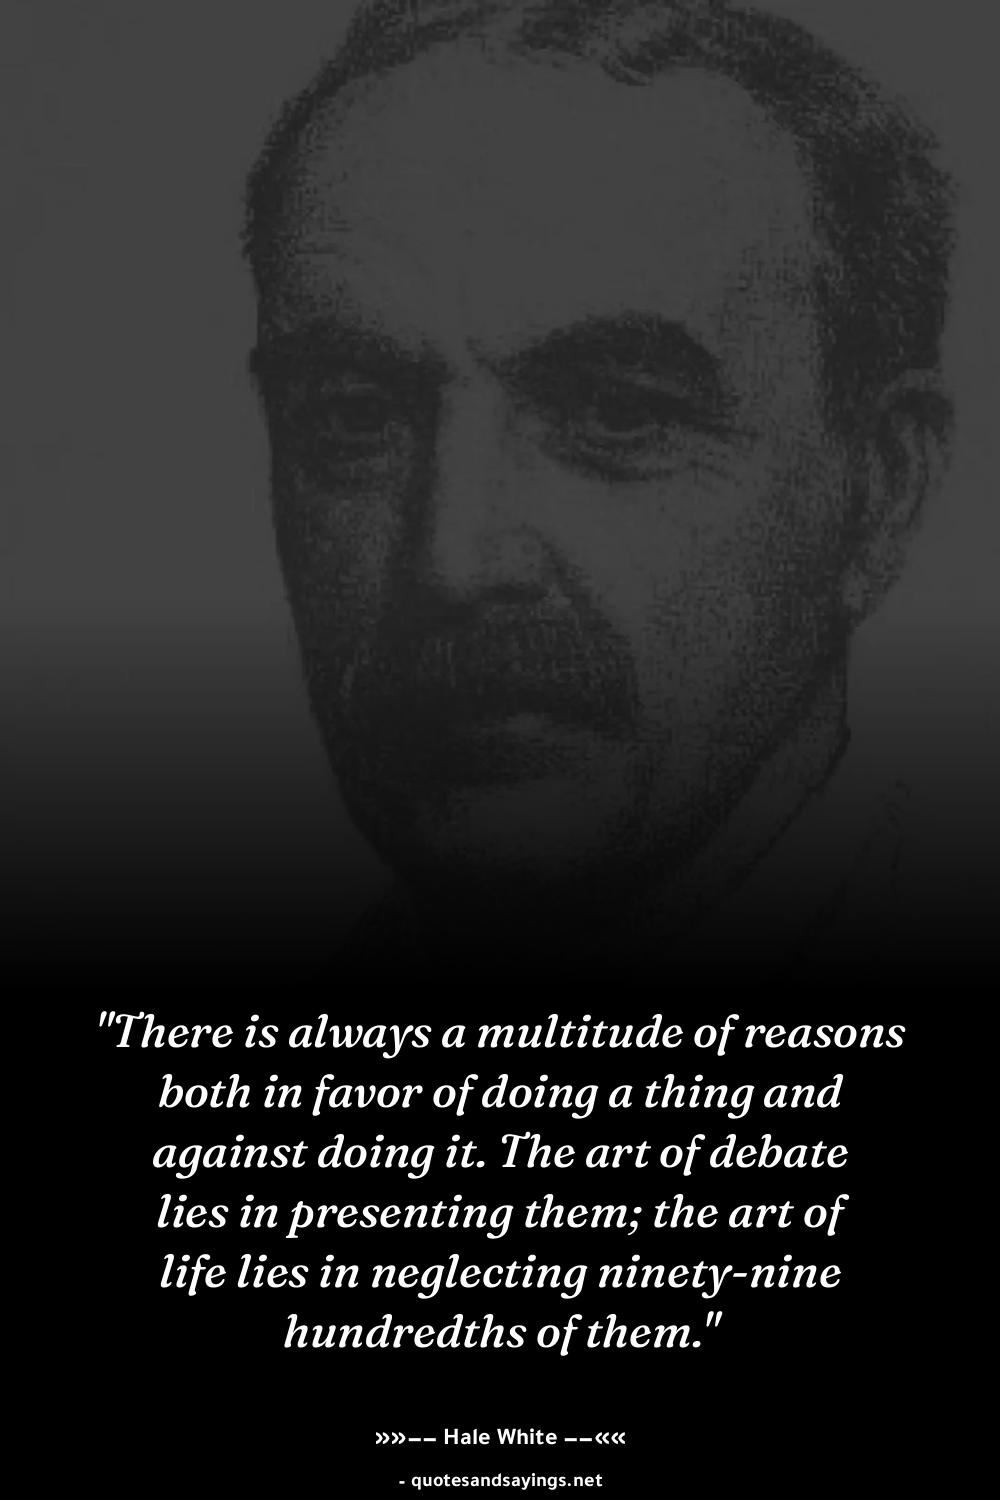 "There is always a multitude of reasons
both in favor of doing a thing and
against doing it. The art of debate
lies in presenting them; the art of
life lies in neglecting ninety-nine
hundredths of them."
»»–– Hale White ––««
- quotesandsayings.net